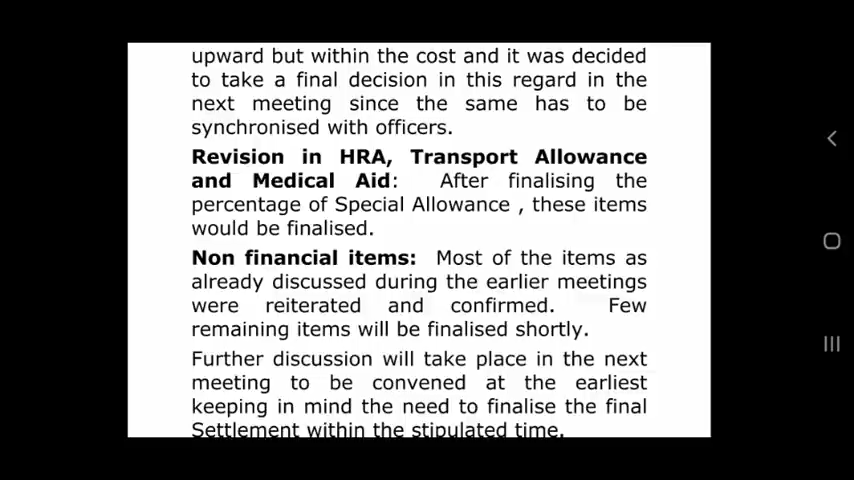 upward but within the cost and it was decided
to take a final decision in this regard in the
next meeting since the same has to be
synchronised with officers.
Revision in HRA, Transport Allowance
and Medical Aid: After finalising the
percentage of Special Allowance , these items
would be finalised.
Non financial items: Most of the items as
already discussed during the earlier meetings
were reiterated and confirmed. Few
remaining items will be finalised shortly.
Further discussion will take place in the next
meeting to be convened at the earliest
keeping in mind the need to finalise the final
Settlement within the stipulated time.